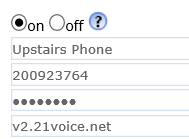 on off ?
Upstairs Phone
200923764
••••••••
v2.21voice.net